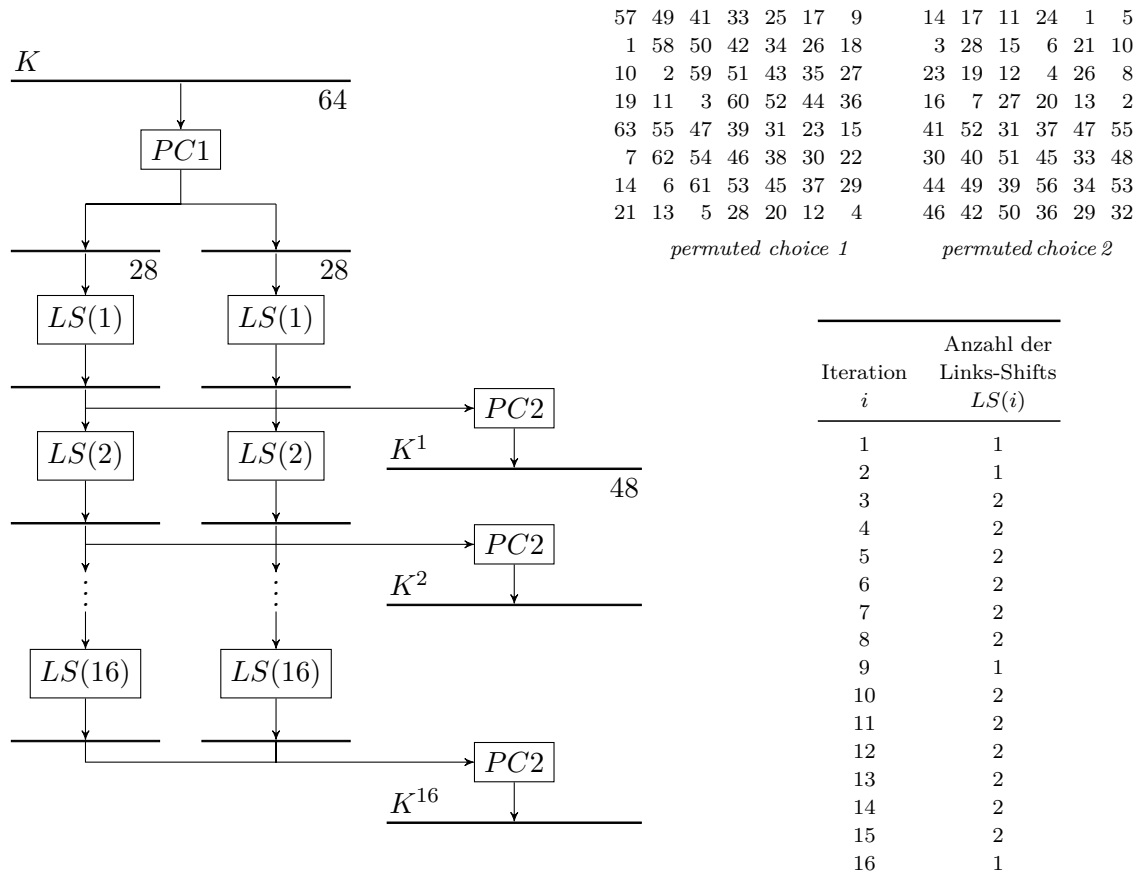 K
64
PC1
28
28
LS(1)
LS(1)
PC2
K^1
48
LS(2)
LS(2)
PC2
K^2
⋮
⋮
LS(16)
LS(16)
PC2
K^16
57 49 41 33 25 17 9
1 58 50 42 34 26 18
10 2 59 51 43 35 27
19 11 3 60 52 44 36
63 55 47 39 31 23 15
7 62 54 46 38 30 22
14 6 61 53 45 37 29
21 13 5 28 20 12 4
permuted choice 1
14 17 11 24 1 5
3 28 15 6 21 10
23 19 12 4 26 8
16 7 27 20 13 2
41 52 31 37 47 55
30 40 51 45 33 48
44 49 39 56 34 53
46 42 50 36 29 32
permuted choice 2
Anzahl der
Iteration Links-Shifts
i LS(i)
1 1
2 1
3 2
4 2
5 2
6 2
7 2
8 2
9 1
10 2
11 2
12 2
13 2
14 2
15 2
16 1